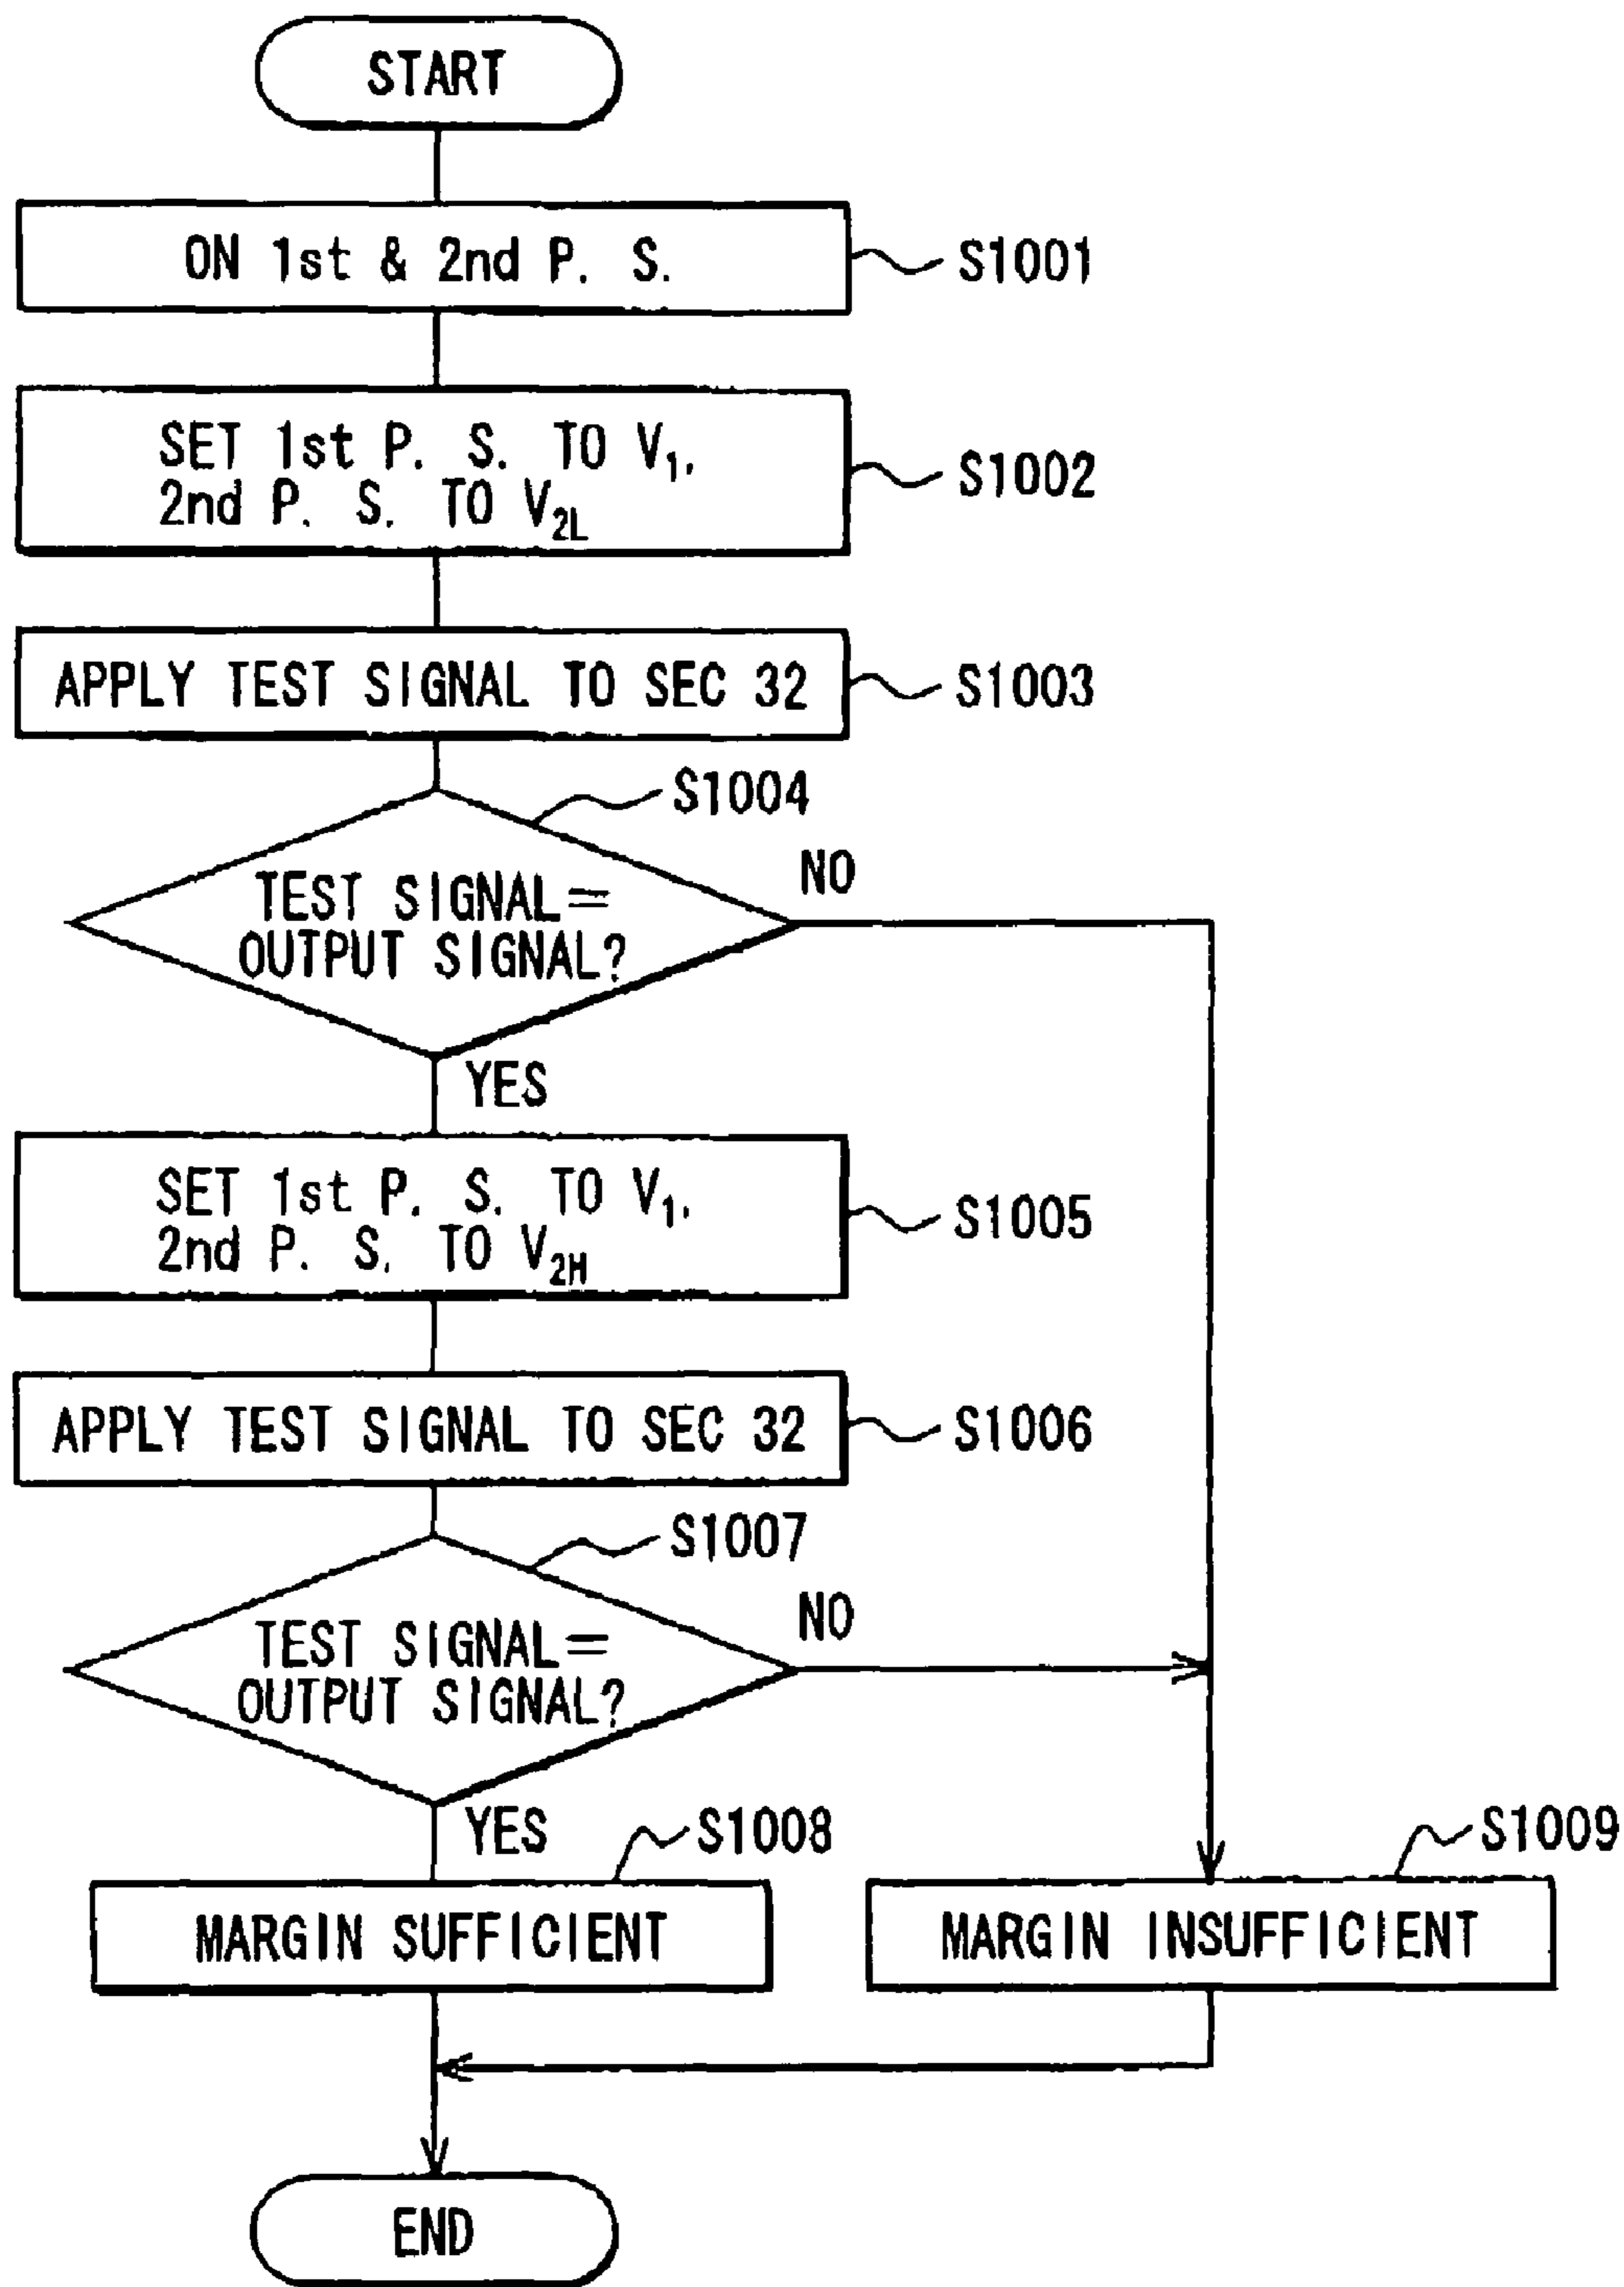 START
ON 1st & 2nd P. S.
S1001
SET 1st P. S. TO V₁,
2nd P. S. TO V₂L
S1002
APPLY TEST SIGNAL TO SEC 32
S1003
S1004
TEST SIGNAL=
OUTPUT SIGNAL?
NO
YES
SET 1st P. S. TO V₁,
2nd P. S. TO V₂H
S1005
APPLY TEST SIGNAL TO SEC 32
S1006
S1007
TEST SIGNAL=
OUTPUT SIGNAL?
NO
YES
S1008
MARGIN SUFFICIENT
S1009
MARGIN INSUFFICIENT
END